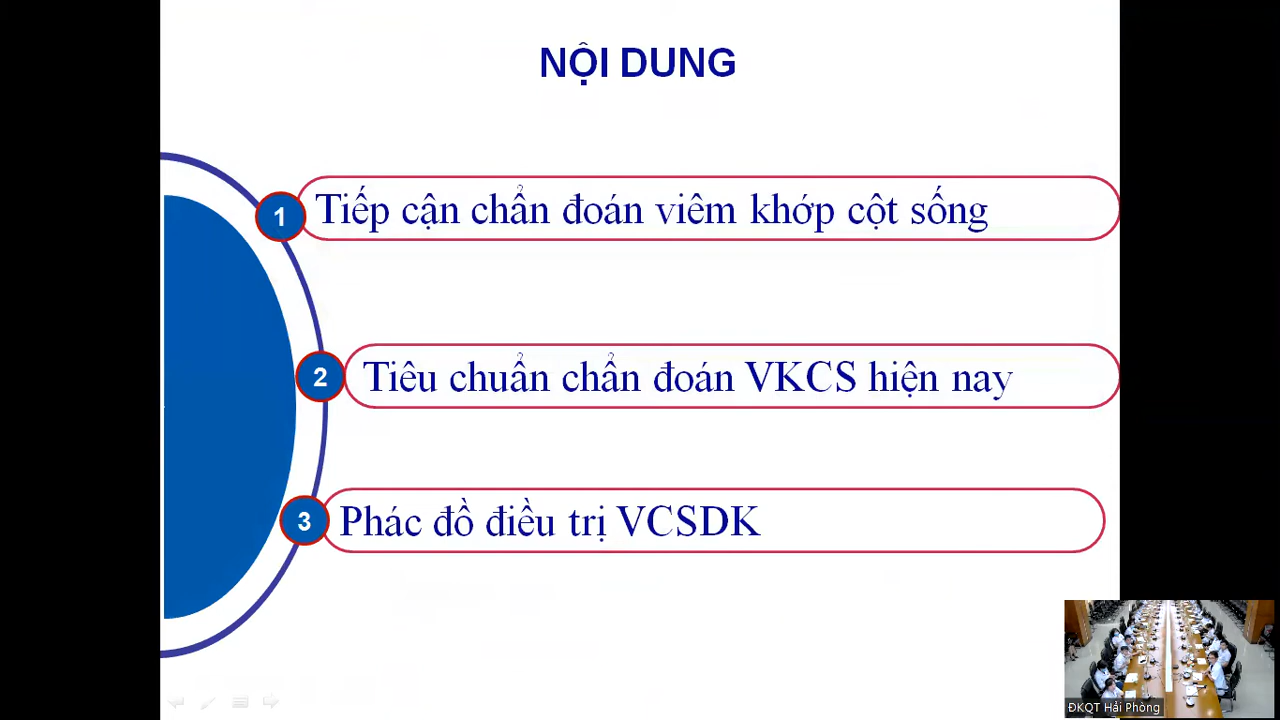 NỘI DUNG
1
Tiếp cận chẩn đoán viêm khớp cột sống
2
Tiêu chuẩn chẩn đoán VKCS hiện nay
3
Phác đồ điều trị VCSDK
ĐKQT Hải Phòng